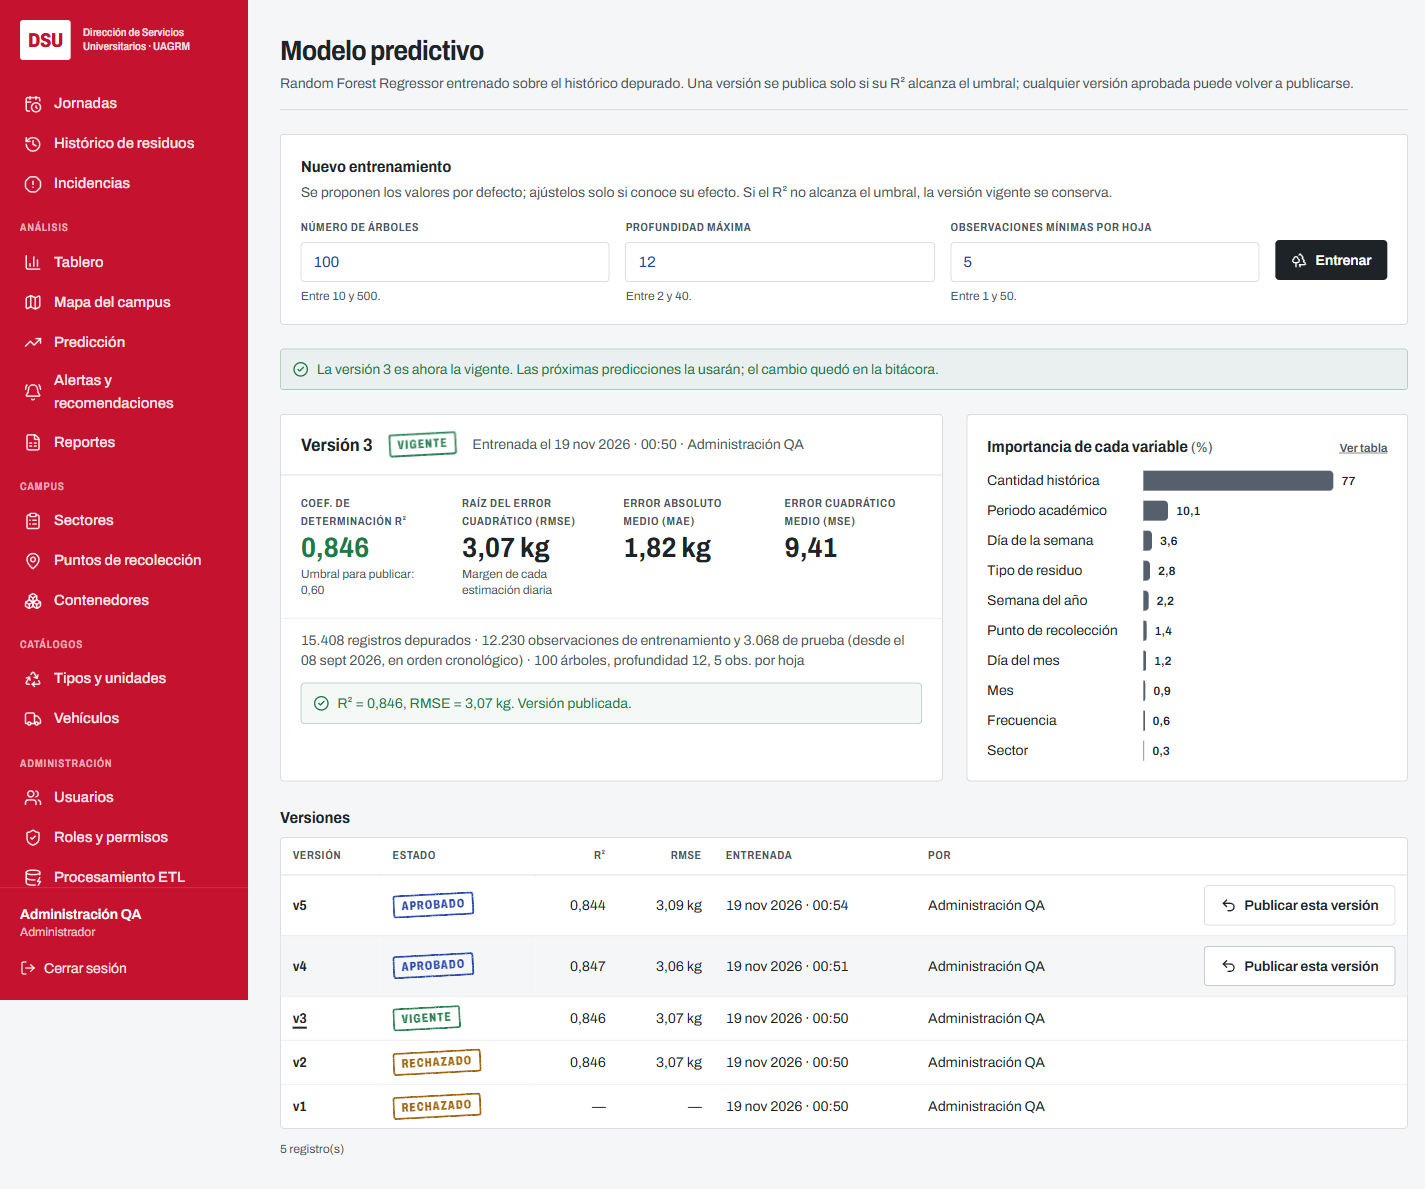 DSU
Dirección de Servicios
Universitarios · UAGRM
Jornadas
Histórico de residuos
Incidencias
ANÁLISIS
Tablero
Mapa del campus
Predicción
Alertas y
recomendaciones
Reportes
CAMPUS
Sectores
Puntos de recolección
Contenedores
CATÁLOGOS
Tipos y unidades
Vehículos
ADMINISTRACIÓN
Usuarios
Roles y permisos
Procesamiento ETL
Administración QA
Administrador
Cerrar sesión
Modelo predictivo
Random Forest Regressor entrenado sobre el histórico depurado. Una versión se publica solo si su R² alcanza el umbral; cualquier versión aprobada puede volver a publicarse.
Nuevo entrenamiento
Se proponen los valores por defecto; ajústelos solo si conoce su efecto. Si el R² no alcanza el umbral, la versión vigente se conserva.
NÚMERO DE ÁRBOLES
100
Entre 10 y 500.
PROFUNDIDAD MÁXIMA
12
Entre 2 y 40.
OBSERVACIONES MÍNIMAS POR HOJA
5
Entre 1 y 50.
Entrenar
La versión 3 es ahora la vigente. Las próximas predicciones la usarán; el cambio quedó en la bitácora.
Versión 3 VIGENTE Entrenada el 19 nov 2026 · 00:50 · Administración QA
COEF. DE
DETERMINACIÓN R²
0,846
Umbral para publicar:
0,60
RAÍZ DEL ERROR
CUADRÁTICO (RMSE)
3,07 kg
Margen de cada
estimación diaria
ERROR ABSOLUTO
MEDIO (MAE)
1,82 kg
ERROR CUADRÁTICO
MEDIO (MSE)
9,41
15.408 registros depurados · 12.230 observaciones de entrenamiento y 3.068 de prueba (desde el
08 sept 2026, en orden cronológico) · 100 árboles, profundidad 12, 5 obs. por hoja
R² = 0,846, RMSE = 3,07 kg. Versión publicada.
Importancia de cada variable (%) Ver tabla
Cantidad histórica 77
Periodo académico 10,1
Día de la semana 3,6
Tipo de residuo 2,8
Semana del año 2,2
Punto de recolección 1,4
Día del mes 1,2
Mes 0,9
Frecuencia 0,6
Sector 0,3
Versiones
VERSIÓN ESTADO R² RMSE ENTRENADA POR
v5 APROBADO 0,844 3,09 kg 19 nov 2026 · 00:54 Administración QA Publicar esta versión
v4 APROBADO 0,847 3,06 kg 19 nov 2026 · 00:51 Administración QA Publicar esta versión
v3 VIGENTE 0,846 3,07 kg 19 nov 2026 · 00:50 Administración QA
v2 RECHAZADO 0,846 3,07 kg 19 nov 2026 · 00:50 Administración QA
v1 RECHAZADO — — 19 nov 2026 · 00:50 Administración QA
5 registro(s)